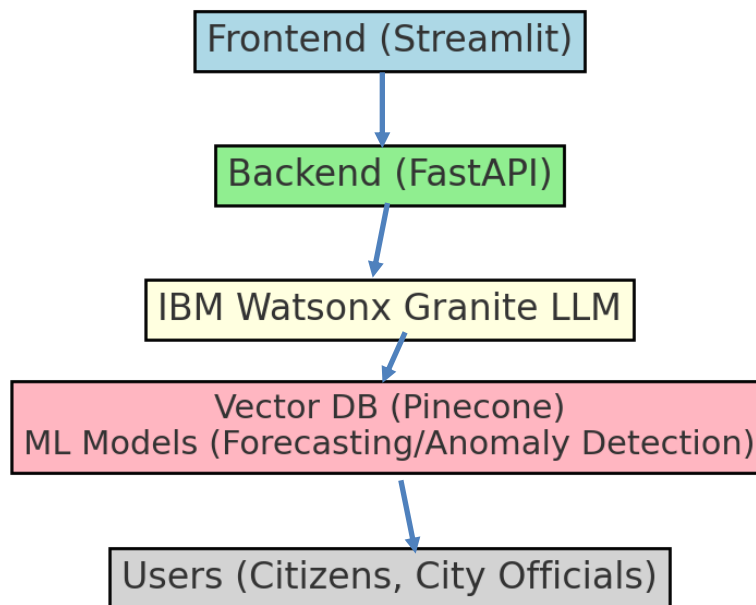 Frontend (Streamlit)
Backend (FastAPI)
IBM Watsonx Granite LLM
Vector DB (Pinecone)
ML Models (Forecasting/Anomaly Detection)
Users (Citizens, City Officials)